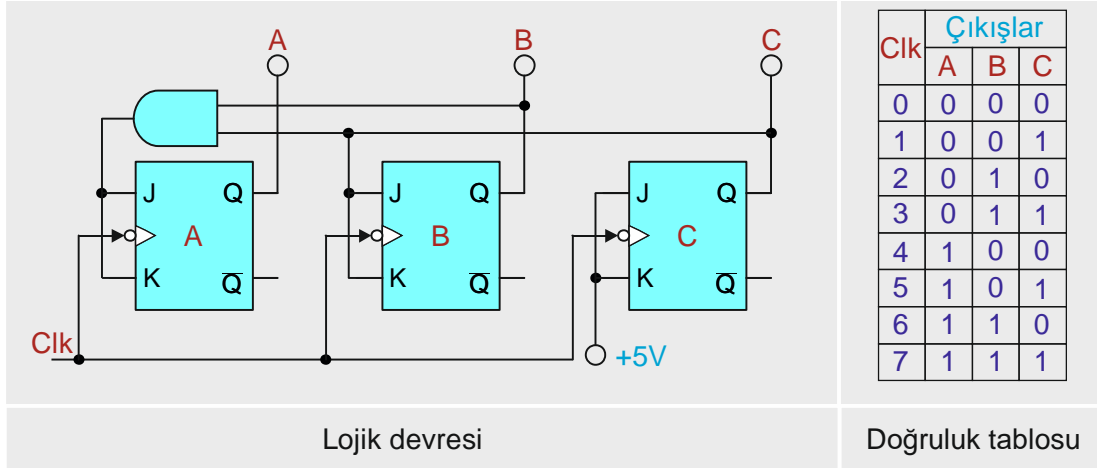 A B C
J Q J Q J Q
A B C
K Q̅ K Q̅ K Q̅
Clk
+5V
Lojik devresi
Clk Çıkışlar
A B C
0 0 0 0
1 0 0 1
2 0 1 0
3 0 1 1
4 1 0 0
5 1 0 1
6 1 1 0
7 1 1 1
Doğruluk tablosu